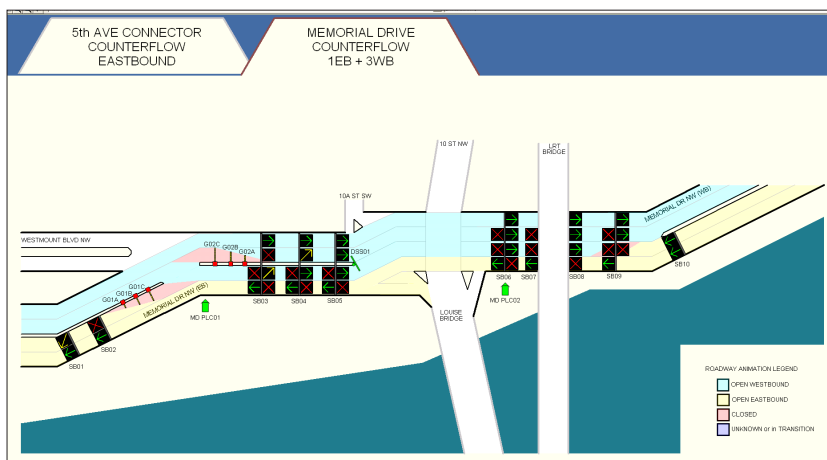 5th AVE CONNECTOR
COUNTERFLOW
EASTBOUND
MEMORIAL DRIVE
COUNTERFLOW
1EB + 3WB
10 ST NW
LRT
BRIDGE
10A ST SW
MEMORIAL DR NW (WB)
WESTMOUNT BLVD NW
G02C
G02B
G02A
DSS01
SB10
G01C
G01B
G01A
MEMORIAL DR NW (EB)
SB06
SB07
SB08
SB09
SB03
SB04
SB05
MD PLC01
MD PLC02
LOUISE
BRIDGE
SB02
SB01
ROADWAY ANIMATION LEGEND
OPEN WESTBOUND
OPEN EASTBOUND
CLOSED
UNKNOWN or in TRANSITION